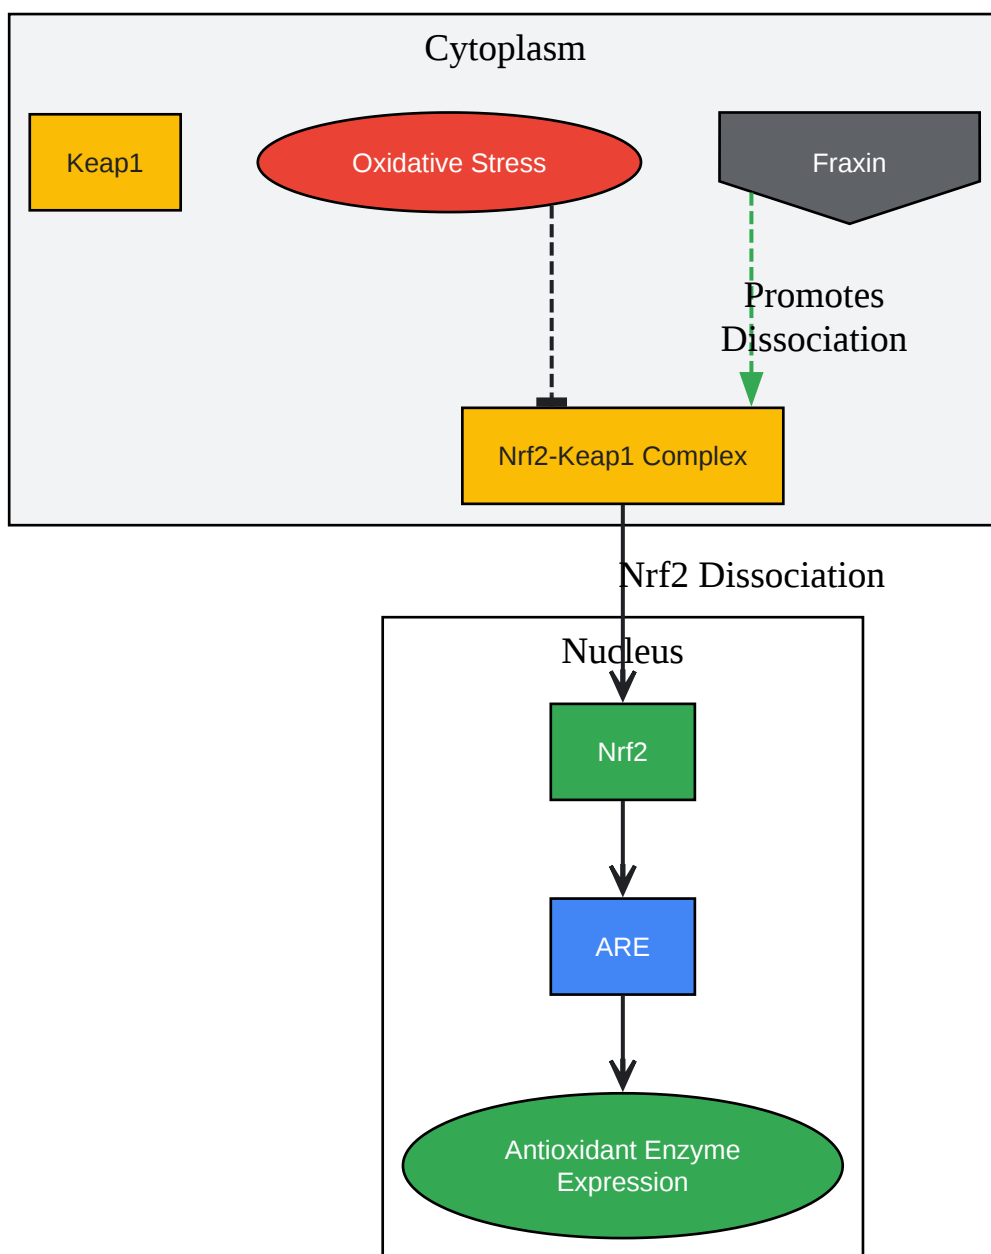 Cytoplasm
Keap1
Oxidative Stress
Fraxin
Promotes
Dissociation
Nrf2-Keap1 Complex
Nrf2 Dissociation
Nucleus
Nrf2
ARE
Antioxidant Enzyme
Expression